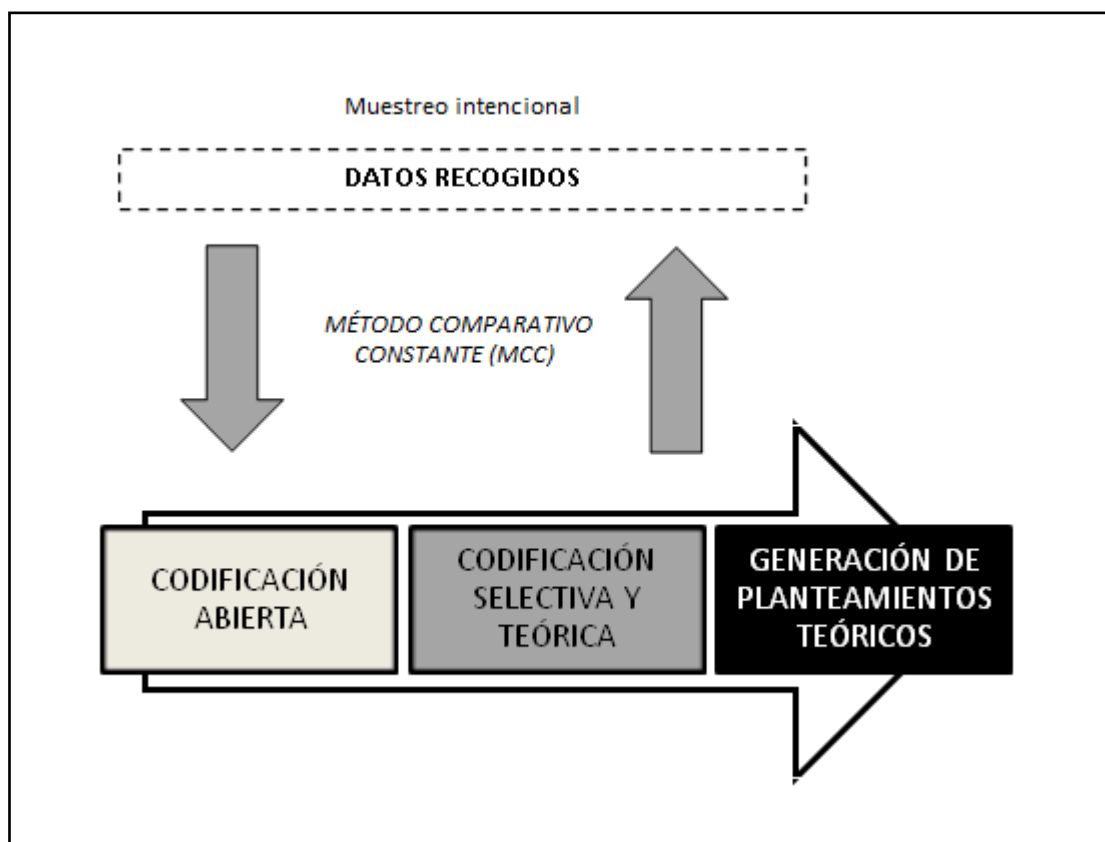 Muestreo intencional
DATOS RECOGIDOS
MÉTODO COMPARATIVO
CONSTANTE (MCC)
CODIFICACIÓN
ABIERTA
CODIFICACIÓN
SELECTIVA Y
TEÓRICA
GENERACIÓN DE
PLANTEAMIENTOS
TEÓRICOS